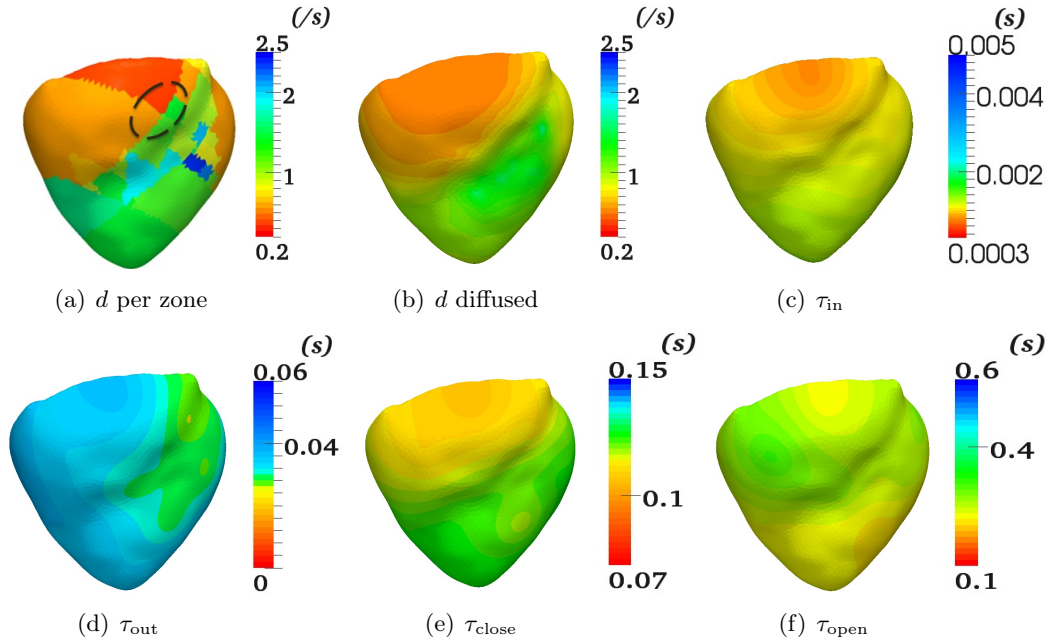 (/s)
2.5
2
1
0.2
(a) d per zone
(/s)
2.5
2
1
0.2
(b) d diffused
(s)
0.005
0.004
0.002
0.0003
(c) τin
(s)
0.06
0.04
0
(d) τout
(s)
0.15
0.1
0.07
(e) τclose
(s)
0.6
0.4
0.1
(f) τopen